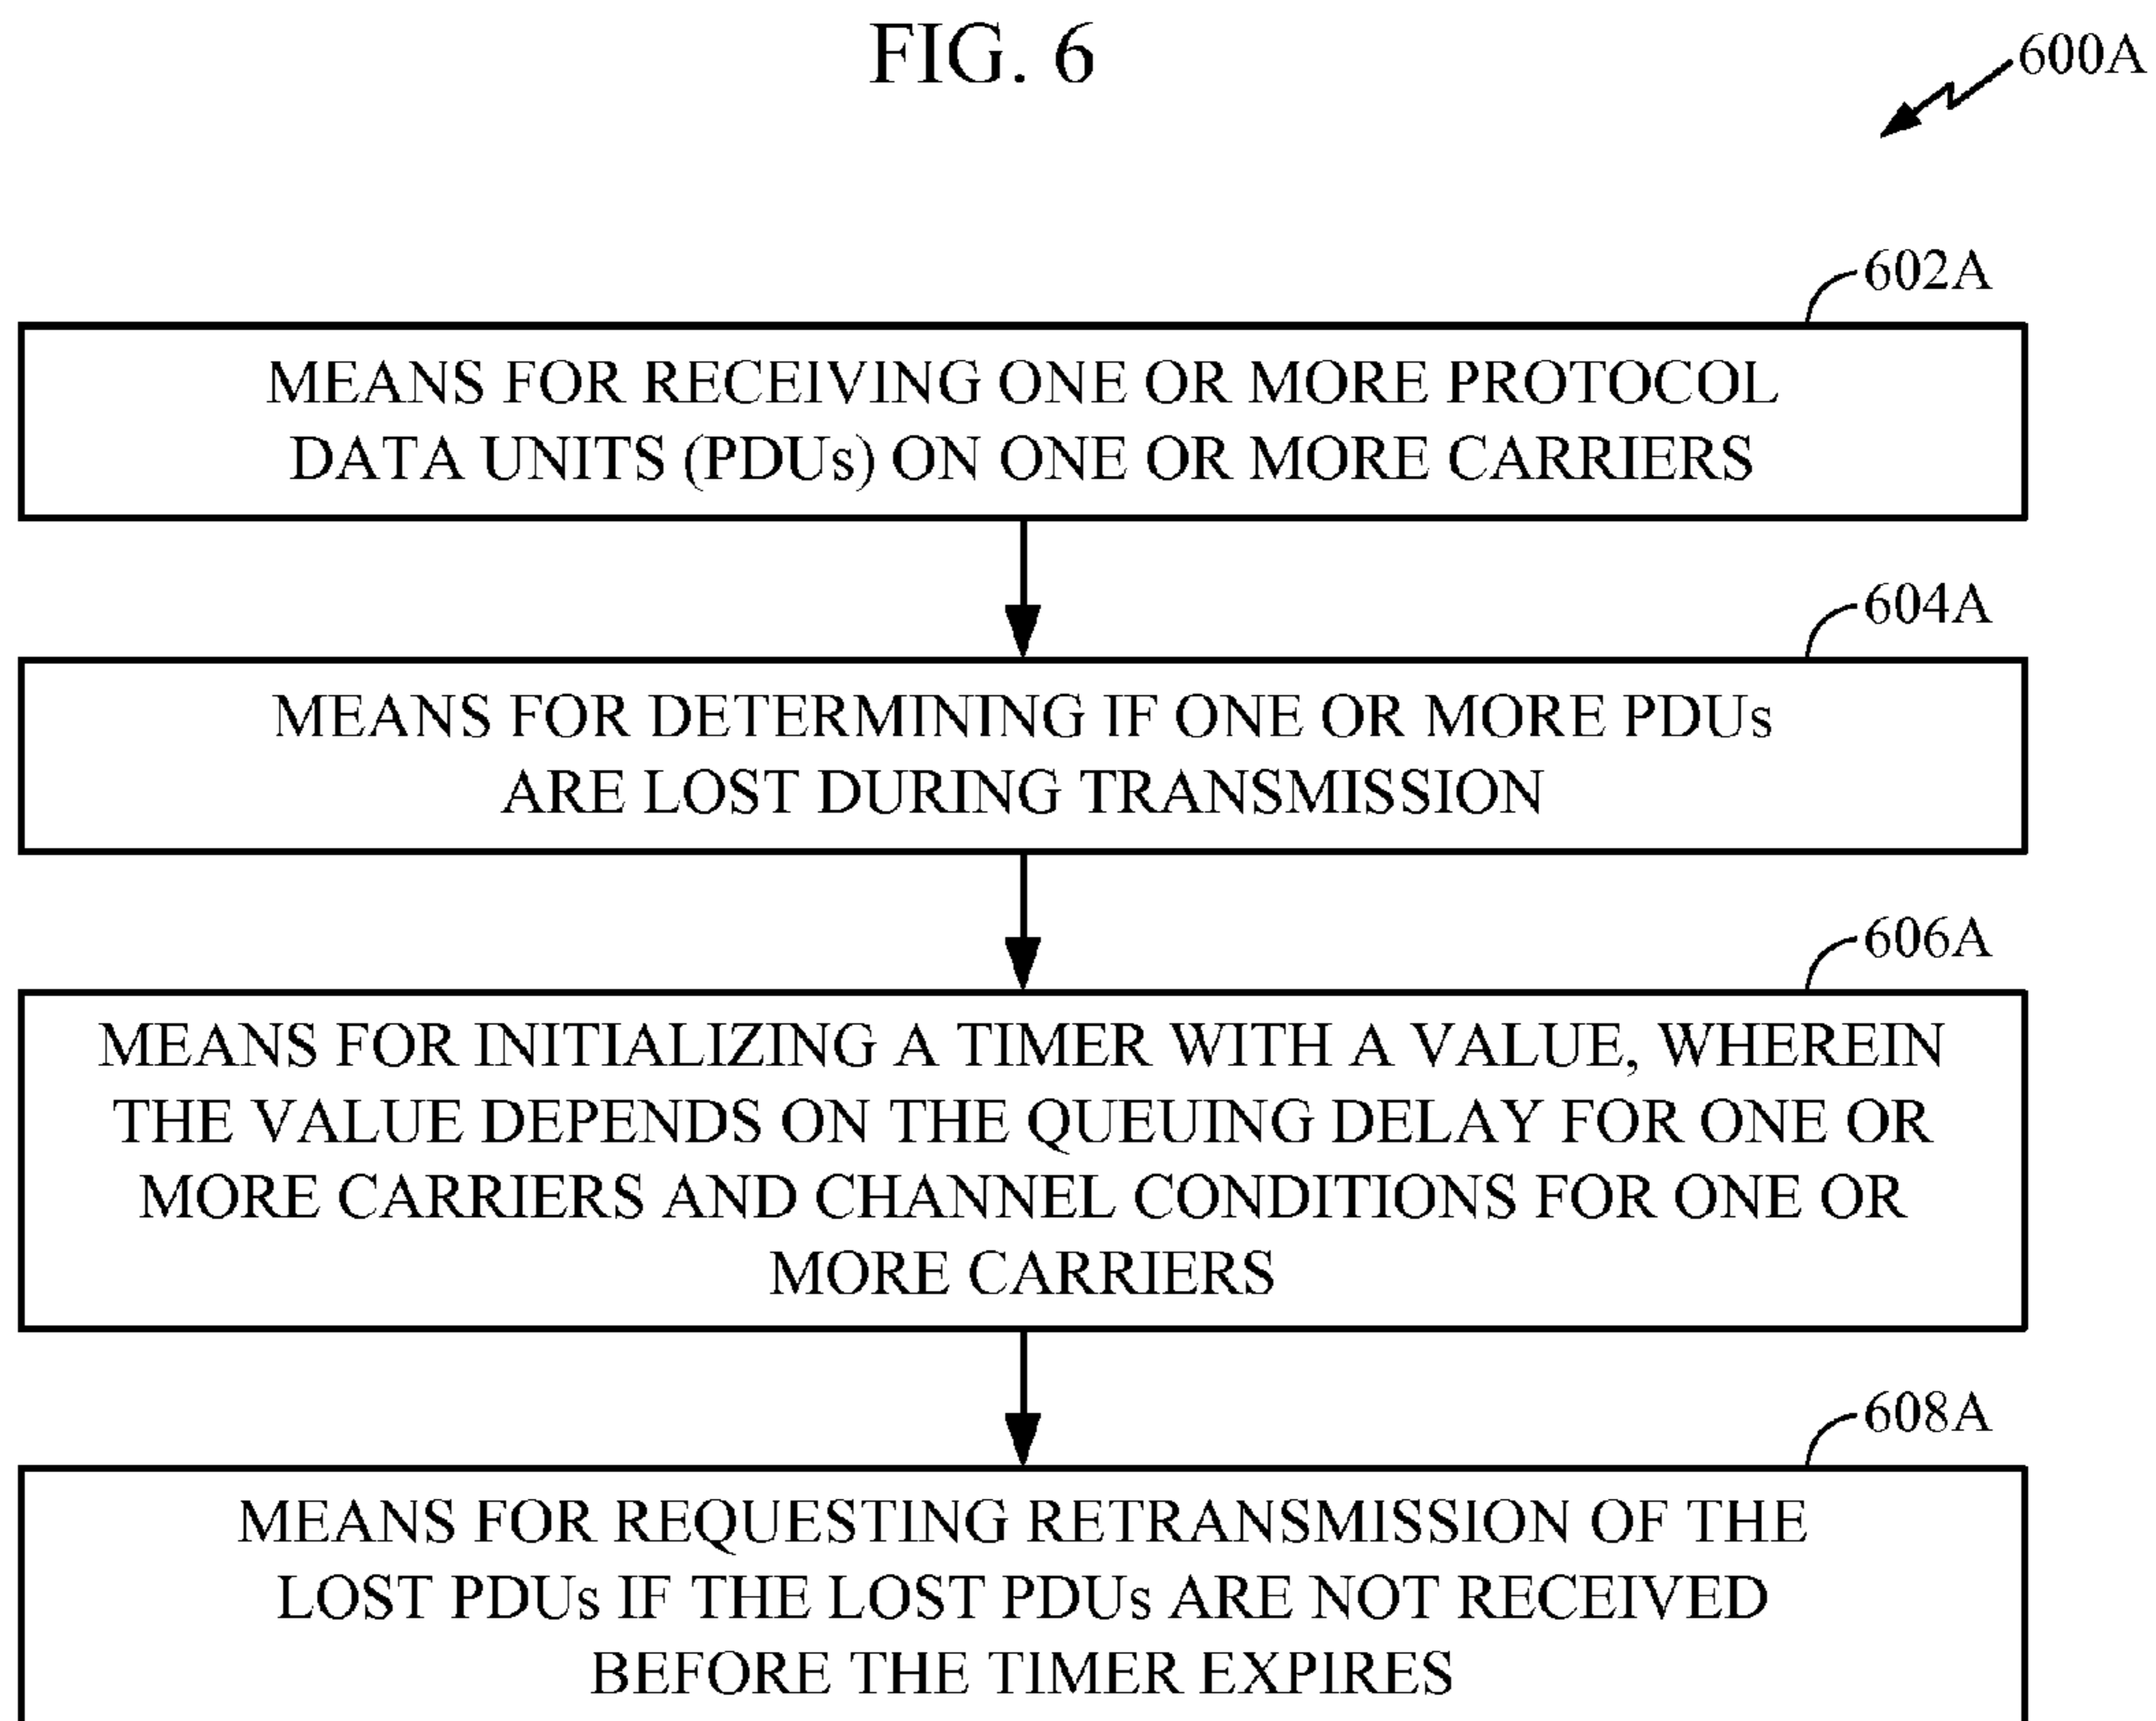 FIG. 6
600A
602A
MEANS FOR RECEIVING ONE OR MORE PROTOCOL
DATA UNITS (PDUs) ON ONE OR MORE CARRIERS
604A
MEANS FOR DETERMINING IF ONE OR MORE PDUs
ARE LOST DURING TRANSMISSION
606A
MEANS FOR INITIALIZING A TIMER WITH A VALUE, WHEREIN
THE VALUE DEPENDS ON THE QUEUING DELAY FOR ONE OR
MORE CARRIERS AND CHANNEL CONDITIONS FOR ONE OR
MORE CARRIERS
608A
MEANS FOR REQUESTING RETRANSMISSION OF THE
LOST PDUs IF THE LOST PDUs ARE NOT RECEIVED
BEFORE THE TIMER EXPIRES